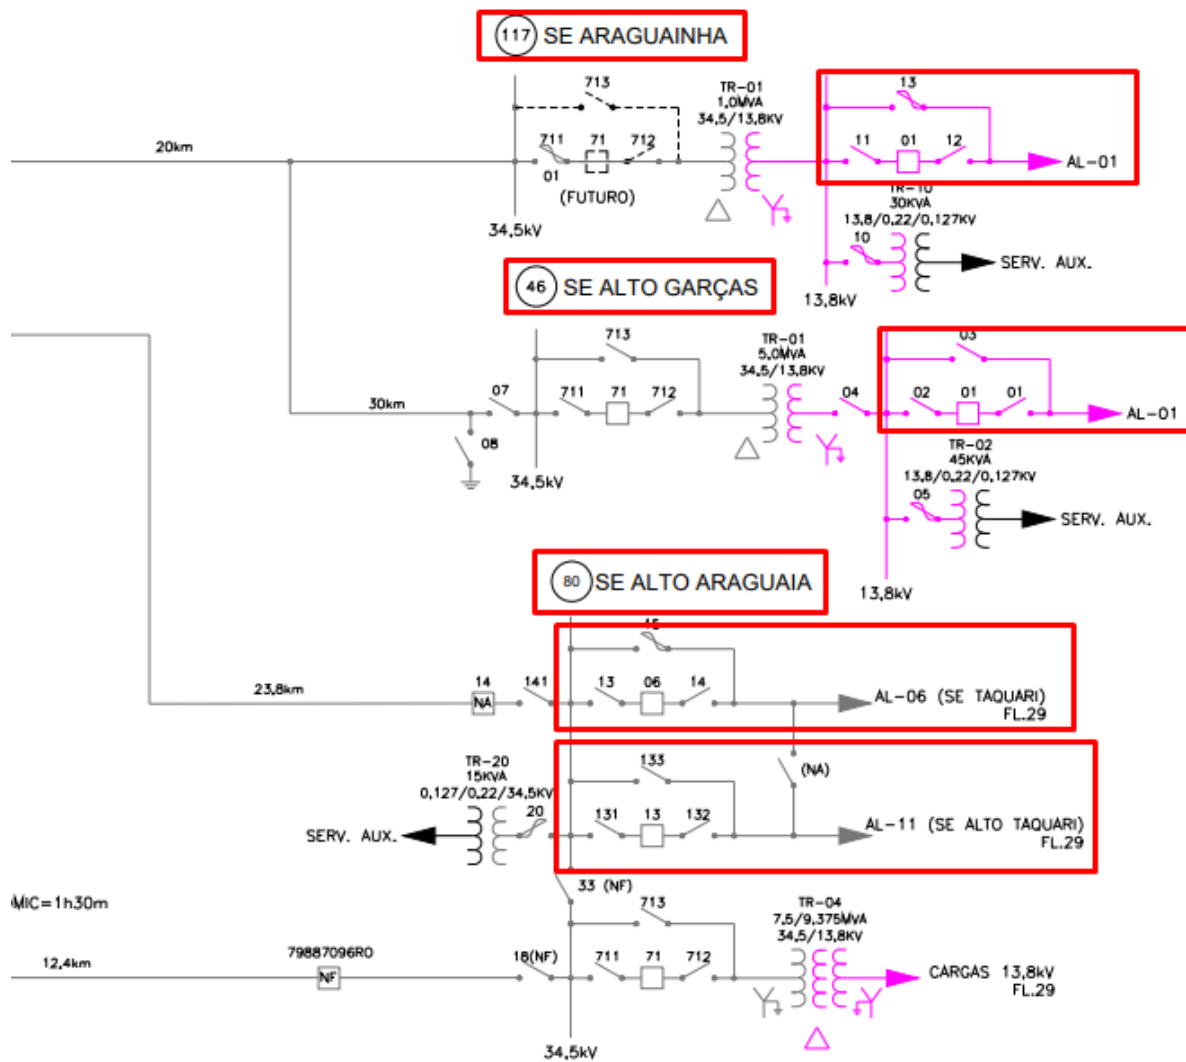 117 SE ARAGUAINHA
713
TR-01
1,0MVA
34,5/13,8KV
13
20km
711 71 712
01
(FUTURO)
11 01 12
AL-01
34,5kV
TR-10
30KVA
13,8/0,22/0,127KV
10
SERV. AUX.
13,8kV
46 SE ALTO GARÇAS
713
TR-01
5,0MVA
34,5/13,8KV
03
30km
07
711 71 712
04
02 01 01
AL-01
08
34,5kV
TR-02
45KVA
13,8/0,22/0,127KV
05
SERV. AUX.
13,8kV
80 SE ALTO ARAGUAIA
15
23,8km
14
NA
141
13 06 14
AL-06 (SE TAQUARI)
FL.29
TR-20
15KVA
0,127/0,22/34,5KV
20
SERV. AUX.
133
(NA)
131 13 132
AL-11 (SE ALTO TAQUARI)
FL.29
33 (NF)
MIC=1h30m
713
TR-04
7,5/9,375MVA
34,5/13,8KV
12,4km
79887096RO
NF
18(NF)
711 71 712
CARGAS 13,8kV
FL.29
34,5kV